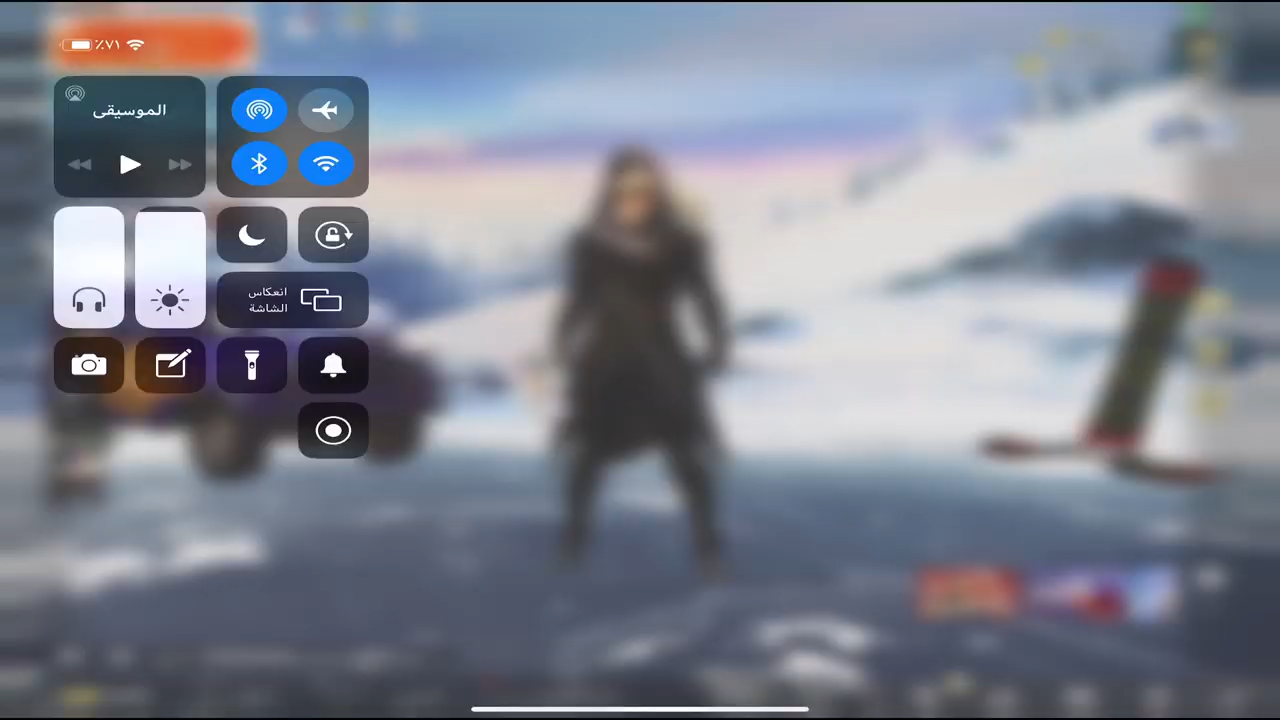 ٪٧١
الموسيقى
انعكاس
الشاشة